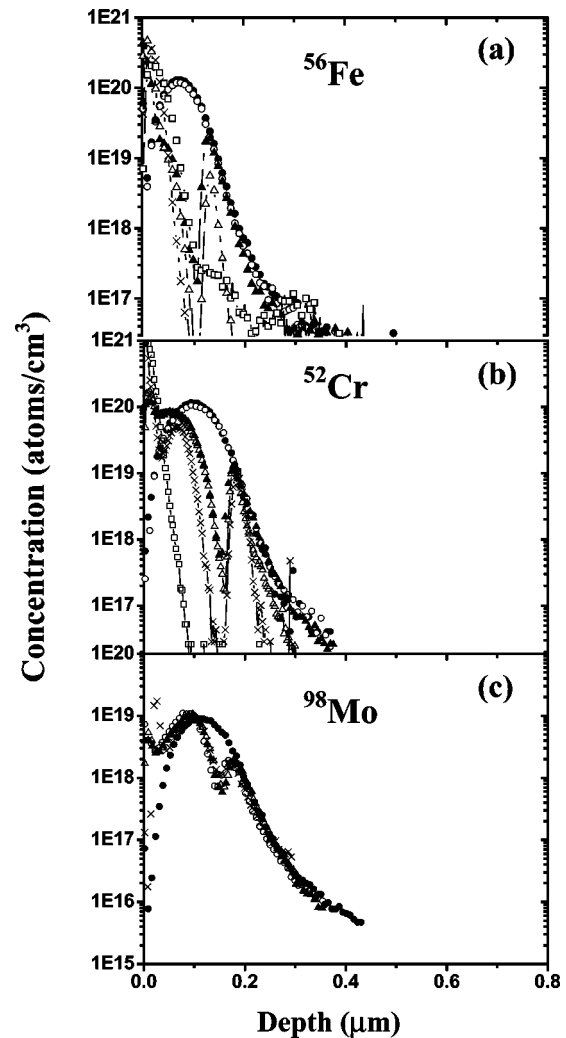 1E21
(a)
⁵⁶Fe
1E20
1E19
1E18
1E17
1E21
(b)
⁵²Cr
1E20
1E19
1E18
1E17
1E20
(c)
⁹⁸Mo
1E19
1E18
1E17
1E16
1E15
0.0 0.2 0.4 0.6 0.8
Depth (μm)
Concentration (atoms/cm³)